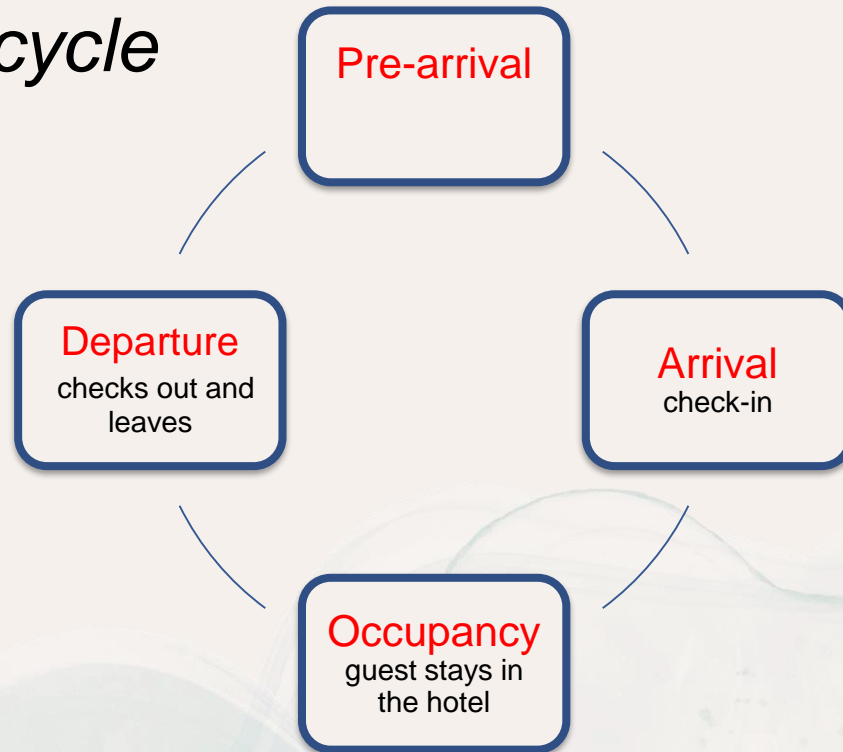 cycle
Pre-arrival
Departure
checks out and
leaves
Arrival
check-in
Occupancy
guest stays in
the hotel